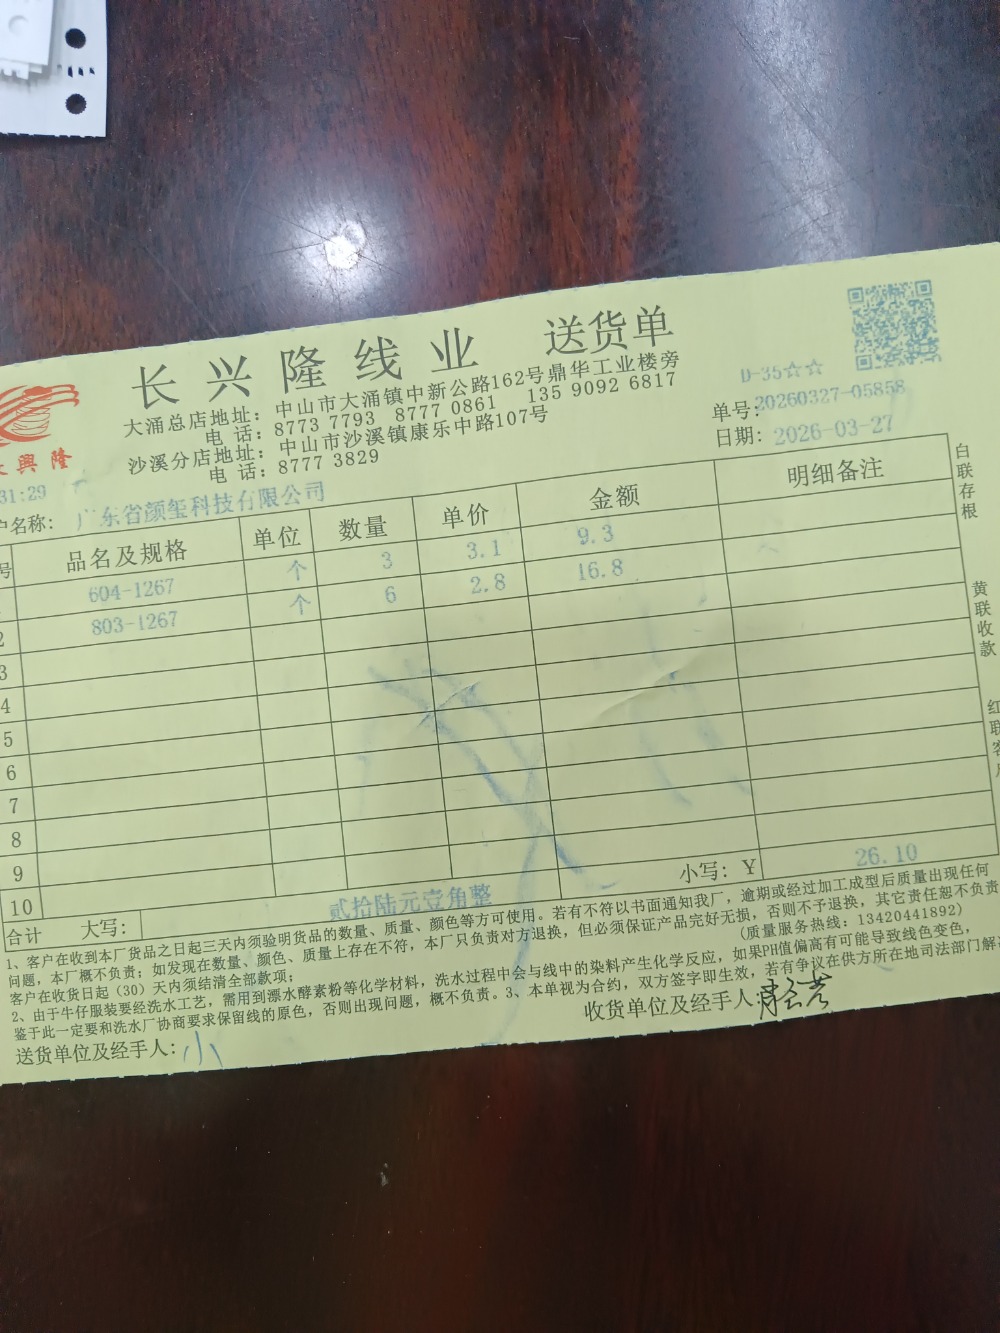 长兴隆线业 送货单
大涌总店地址：中山市大涌镇中新公路162号鼎华工业楼旁
电 话：8773 7793 8777 0861 135 9092 6817
沙溪分店地址：中山市沙溪镇康乐中路107号
电 话：8777 3829
D-35☆☆
单号：20260327-05858
日期：2026-03-27
興隆
31:29
户名称：广东省颜玺科技有限公司
号 品名及规格 单位 数量 单价 金额 明细备注
604-1267 个 3 3.1 9.3
2 803-1267 个 6 2.8 16.8
3
4
5
6
7
8
9
10
合计 大写：贰拾陆元壹角整 小写：¥ 26.10
1、客户在收到本厂货品之日起三天内须验明货品的数量、质量、颜色等方可使用。若有不符以书面通知我厂，逾期或经过加工成型后质量出现任何
问题，本厂概不负责；如发现在数量、颜色、质量上存在不符，本厂只负责对方退换，但必须保证产品完好无损，否则不予退换，其它责任恕不负责
客户在收货日起（30）天内须结清全部款项； （质量服务热线：13420441892）
2、由于牛仔服装要经洗水工艺，需用到漂水酵素粉等化学材料，洗水过程中会与线中的染料产生化学反应，如果PH值偏高有可能导致线色变色，
鉴于此一定要和洗水厂协商要求保留线的原色，否则出现问题，概不负责。3、本单视为合约，双方签字即生效，若有争议在供方所在地司法部门解
送货单位及经手人：小
收货单位及经手人
白联存根
黄联收款
红联客